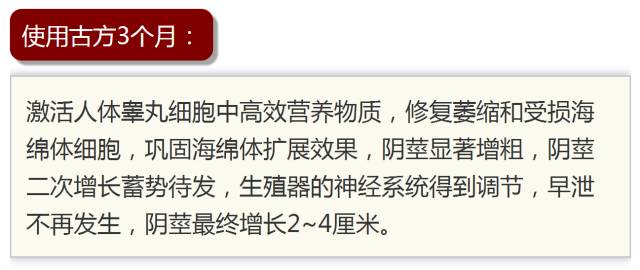 使用古方3个月：
激活人体睾丸细胞中高效营养物质，修复萎缩和受损海
绵体细胞，巩固海绵体扩展效果，阴茎显著增粗，阴茎
二次增长蓄势待发，生殖器的神经系统得到调节，早泄
不再发生，阴茎最终增长2~4厘米。